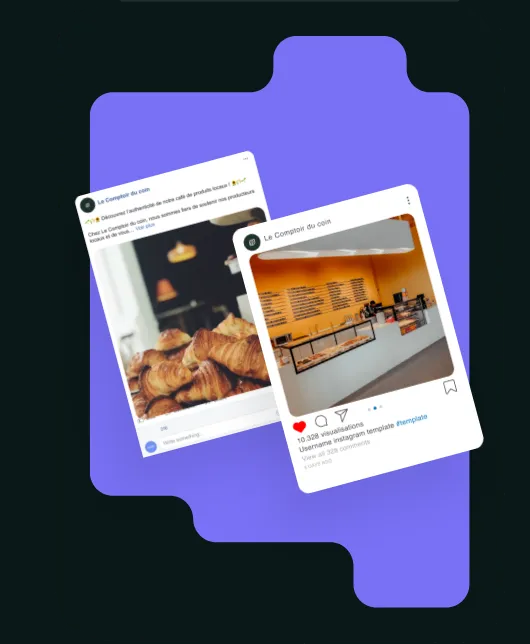 Le Comptoir du coin
Découvrez l'authenticité de notre café de produits locaux !
Chez Le Comptoir du coin, nous sommes fiers de soutenir nos producteurs
locaux et de vous... Voir plus
Le Comptoir du coin
10.328 visualisations
Username instagram template #template
View all 328 comments